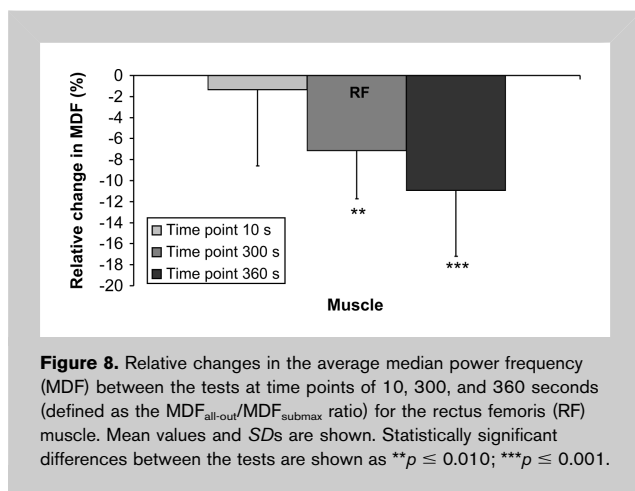 Relative change in MDF (%)
0
-2
-4
-6
-8
-10
-12
-14
-16
-18
-20
RF
**
***
Time point 10 s
Time point 300 s
Time point 360 s
Muscle
Figure 8. Relative changes in the average median power frequency
(MDF) between the tests at time points of 10, 300, and 360 seconds
(defined as the MDFall-out/MDFsubmax ratio) for the rectus femoris (RF)
muscle. Mean values and SDs are shown. Statistically significant
differences between the tests are shown as **p ≤ 0.010; ***p ≤ 0.001.